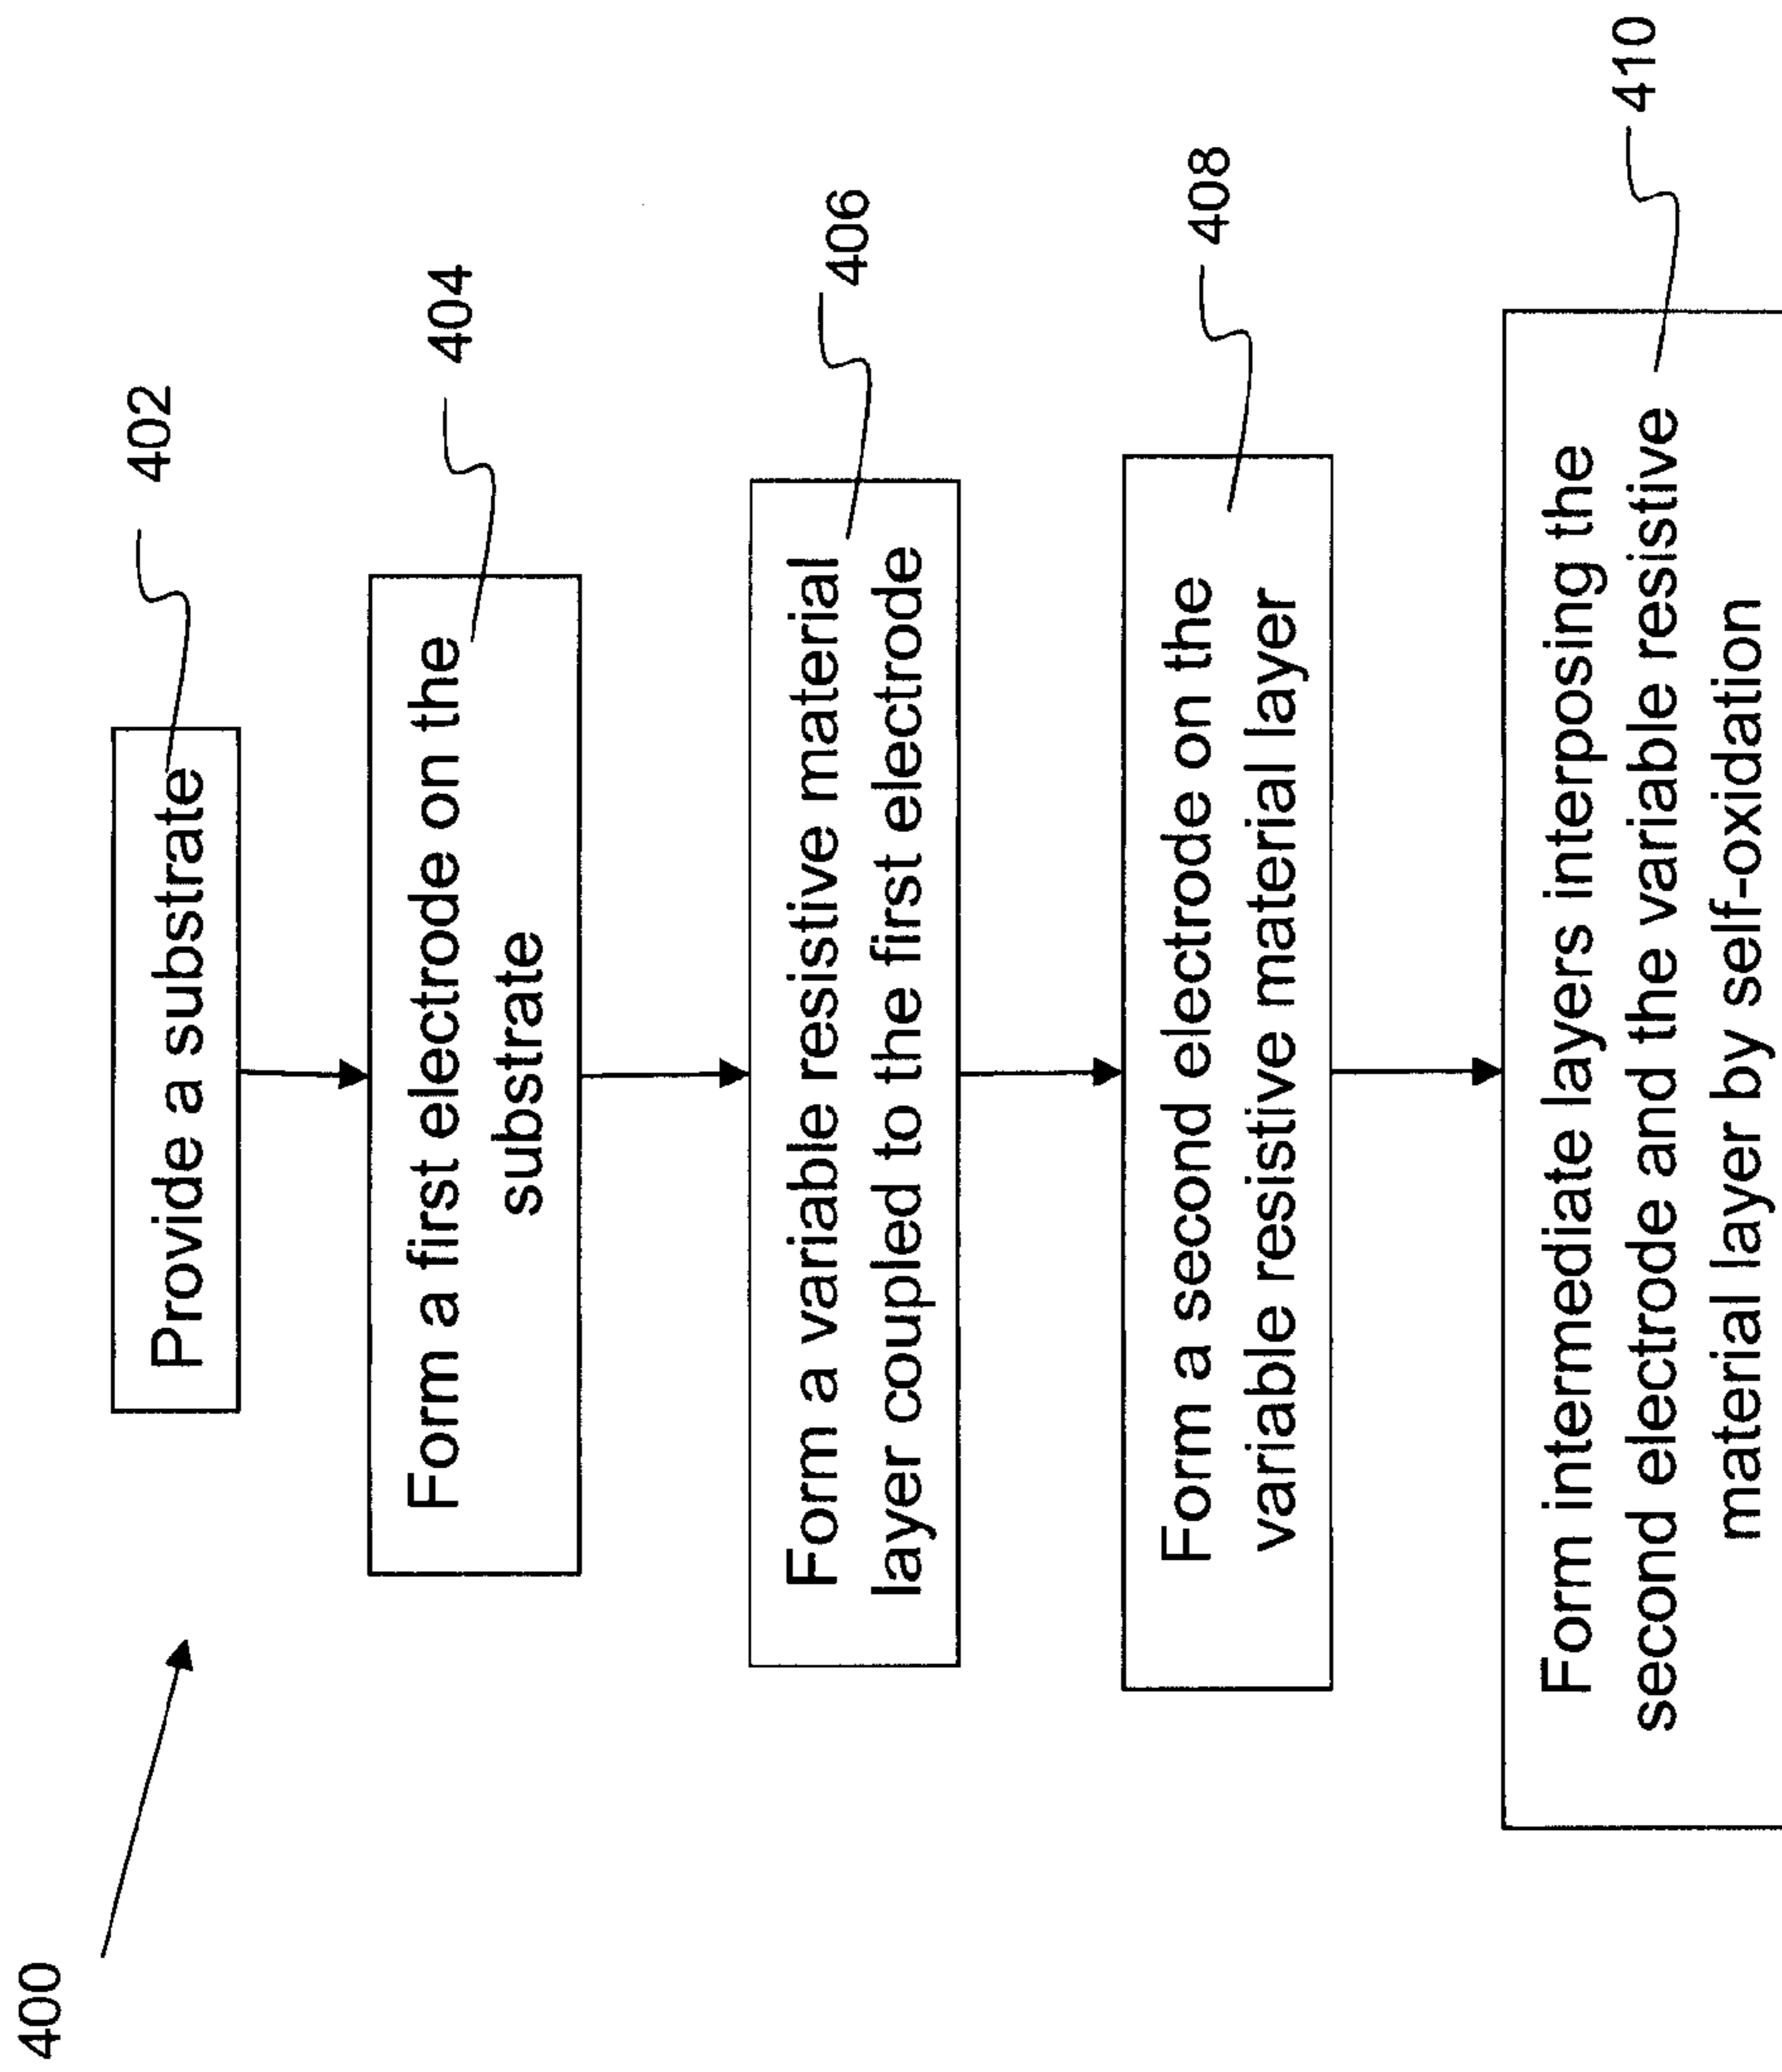 400
402
Provide a substrate
404
Form a first electrode on the
substrate
406
Form a variable resistive material
layer coupled to the first electrode
408
Form a second electrode on the
variable resistive material layer
410
Form intermediate layers interposing the
second electrode and the variable resistive
material layer by self-oxidation